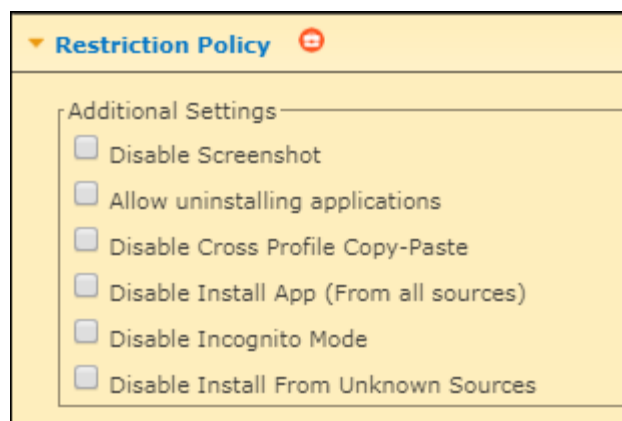 Restriction Policy
Additional Settings
Disable Screenshot
Allow uninstalling applications
Disable Cross Profile Copy-Paste
Disable Install App (From all sources)
Disable Incognito Mode
Disable Install From Unknown Sources